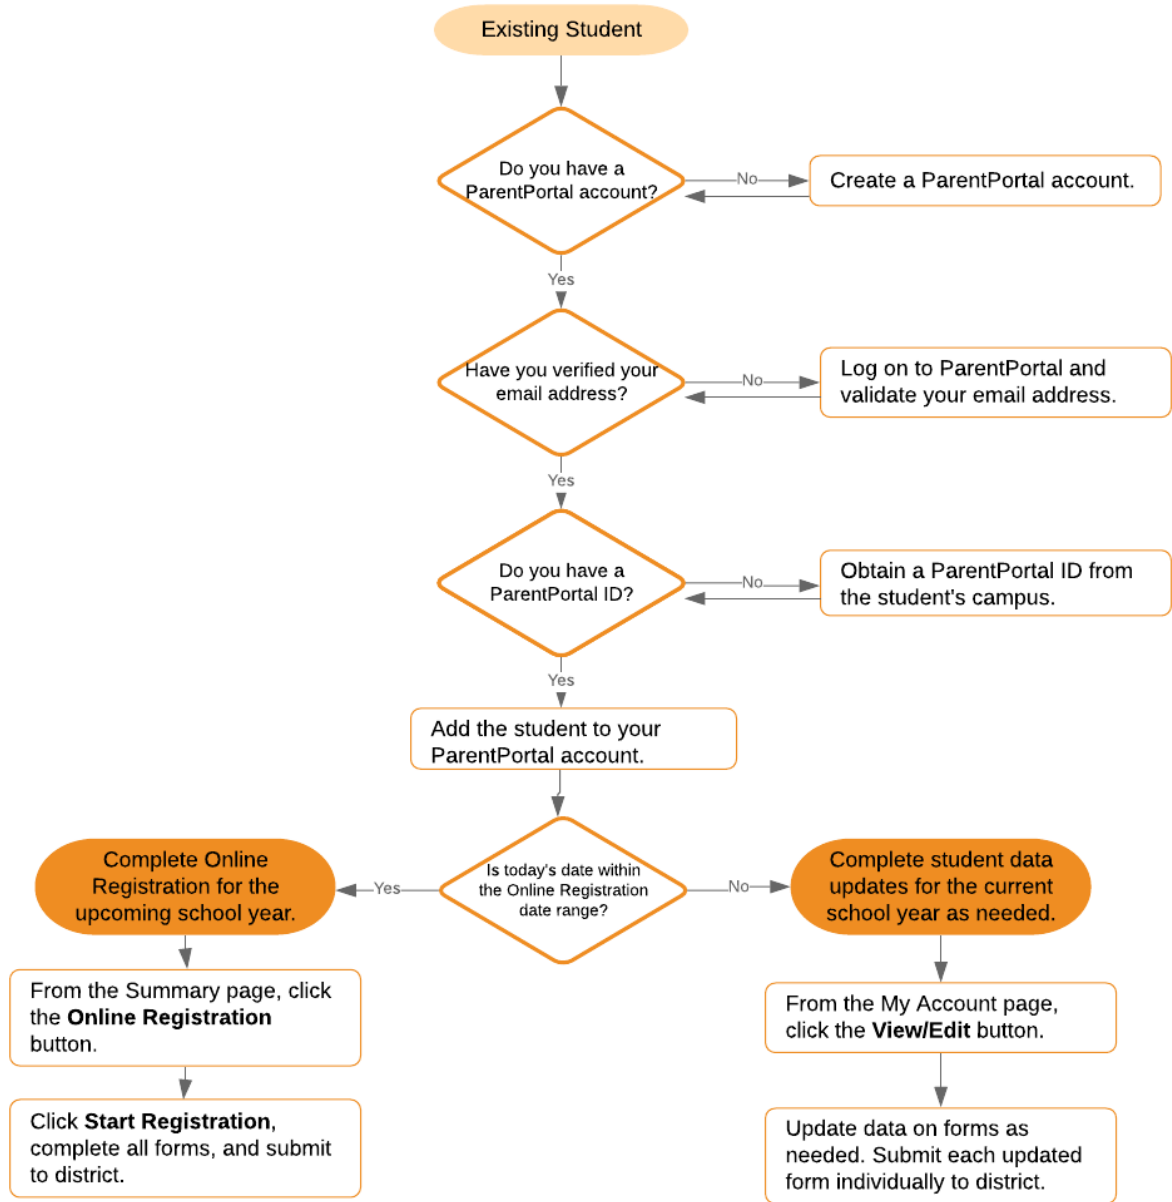 Existing Student
Do you have a
ParentPortal account?
No
Create a ParentPortal account.
Yes
Have you verified your
email address?
No
Log on to ParentPortal and
validate your email address.
Yes
Do you have a
ParentPortal ID?
No
Obtain a ParentPortal ID from
the student's campus.
Yes
Add the student to your
ParentPortal account.
Is today's date within
the Online Registration
date range?
Yes
Complete Online
Registration for the
upcoming school year.
From the Summary page, click
the Online Registration
button.
Click Start Registration,
complete all forms, and submit
to district.
No
Complete student data
updates for the current
school year as needed.
From the My Account page,
click the View/Edit button.
Update data on forms as
needed. Submit each updated
form individually to district.